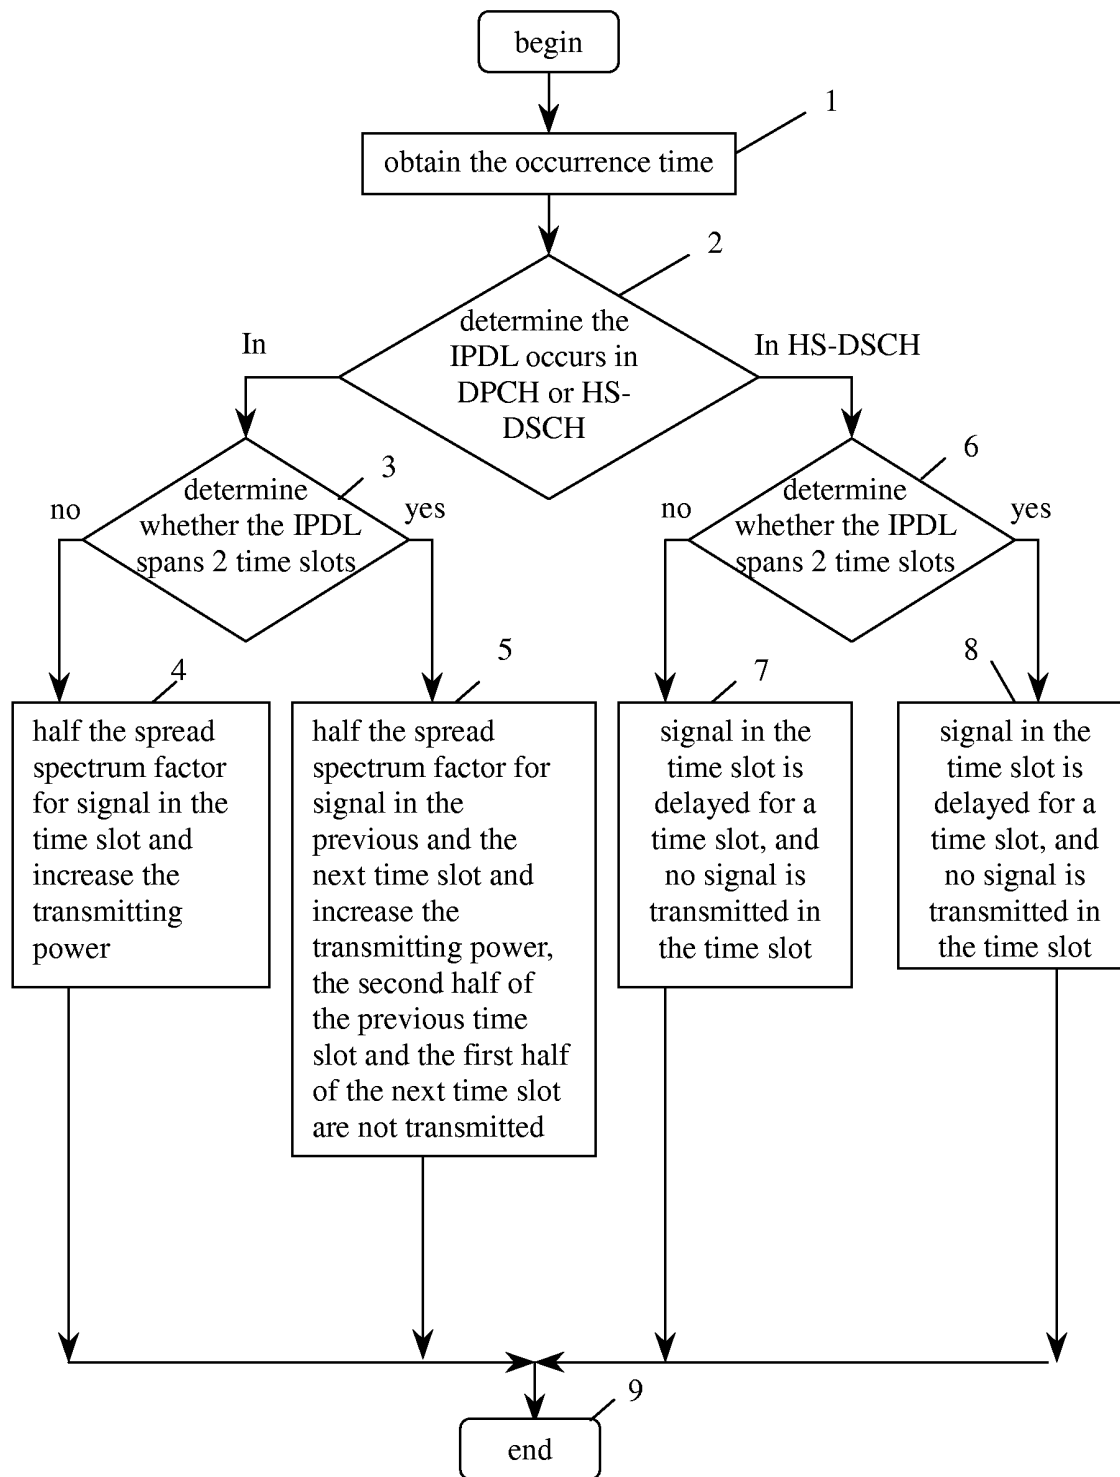 begin
1
obtain the occurrence time
2
determine the
IPDL occurs in
DPCH or HS-
DSCH
In
In HS-DSCH
3
determine
whether the IPDL
spans 2 time slots
no
yes
6
determine
whether the IPDL
spans 2 time slots
no
yes
4
half the spread
spectrum factor
for signal in the
time slot and
increase the
transmitting
power
5
half the spread
spectrum factor for
signal in the
previous and the
next time slot and
increase the
transmitting power,
the second half of
the previous time
slot and the first half
of the next time slot
are not transmitted
7
signal in the
time slot is
delayed for a
time slot, and
no signal is
transmitted in
the time slot
8
signal in the
time slot is
delayed for a
time slot, and
no signal is
transmitted in
the time slot
9
end